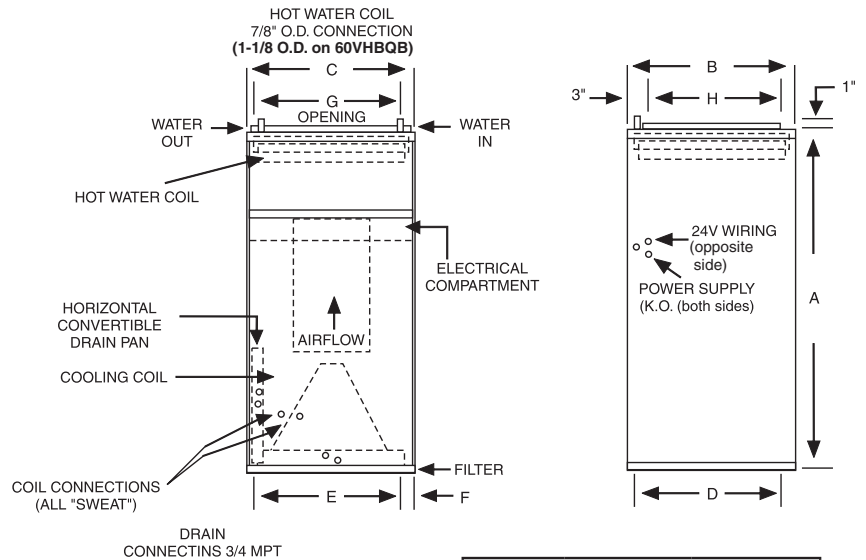 HOT WATER COIL
7/8" O.D. CONNECTION
(1-1/8 O.D. on 60VHBQB)
C
G
OPENING
WATER
OUT
WATER
IN
HOT WATER COIL
ELECTRICAL
COMPARTMENT
HORIZONTAL
CONVERTIBLE
DRAIN PAN
AIRFLOW
COOLING COIL
COIL CONNECTIONS
(ALL "SWEAT")
FILTER
E
F
DRAIN
CONNECTINS 3/4 MPT
B
3"
H
1"
24V WIRING
(opposite
side)
POWER SUPPLY
(K.O. (both sides)
A
D